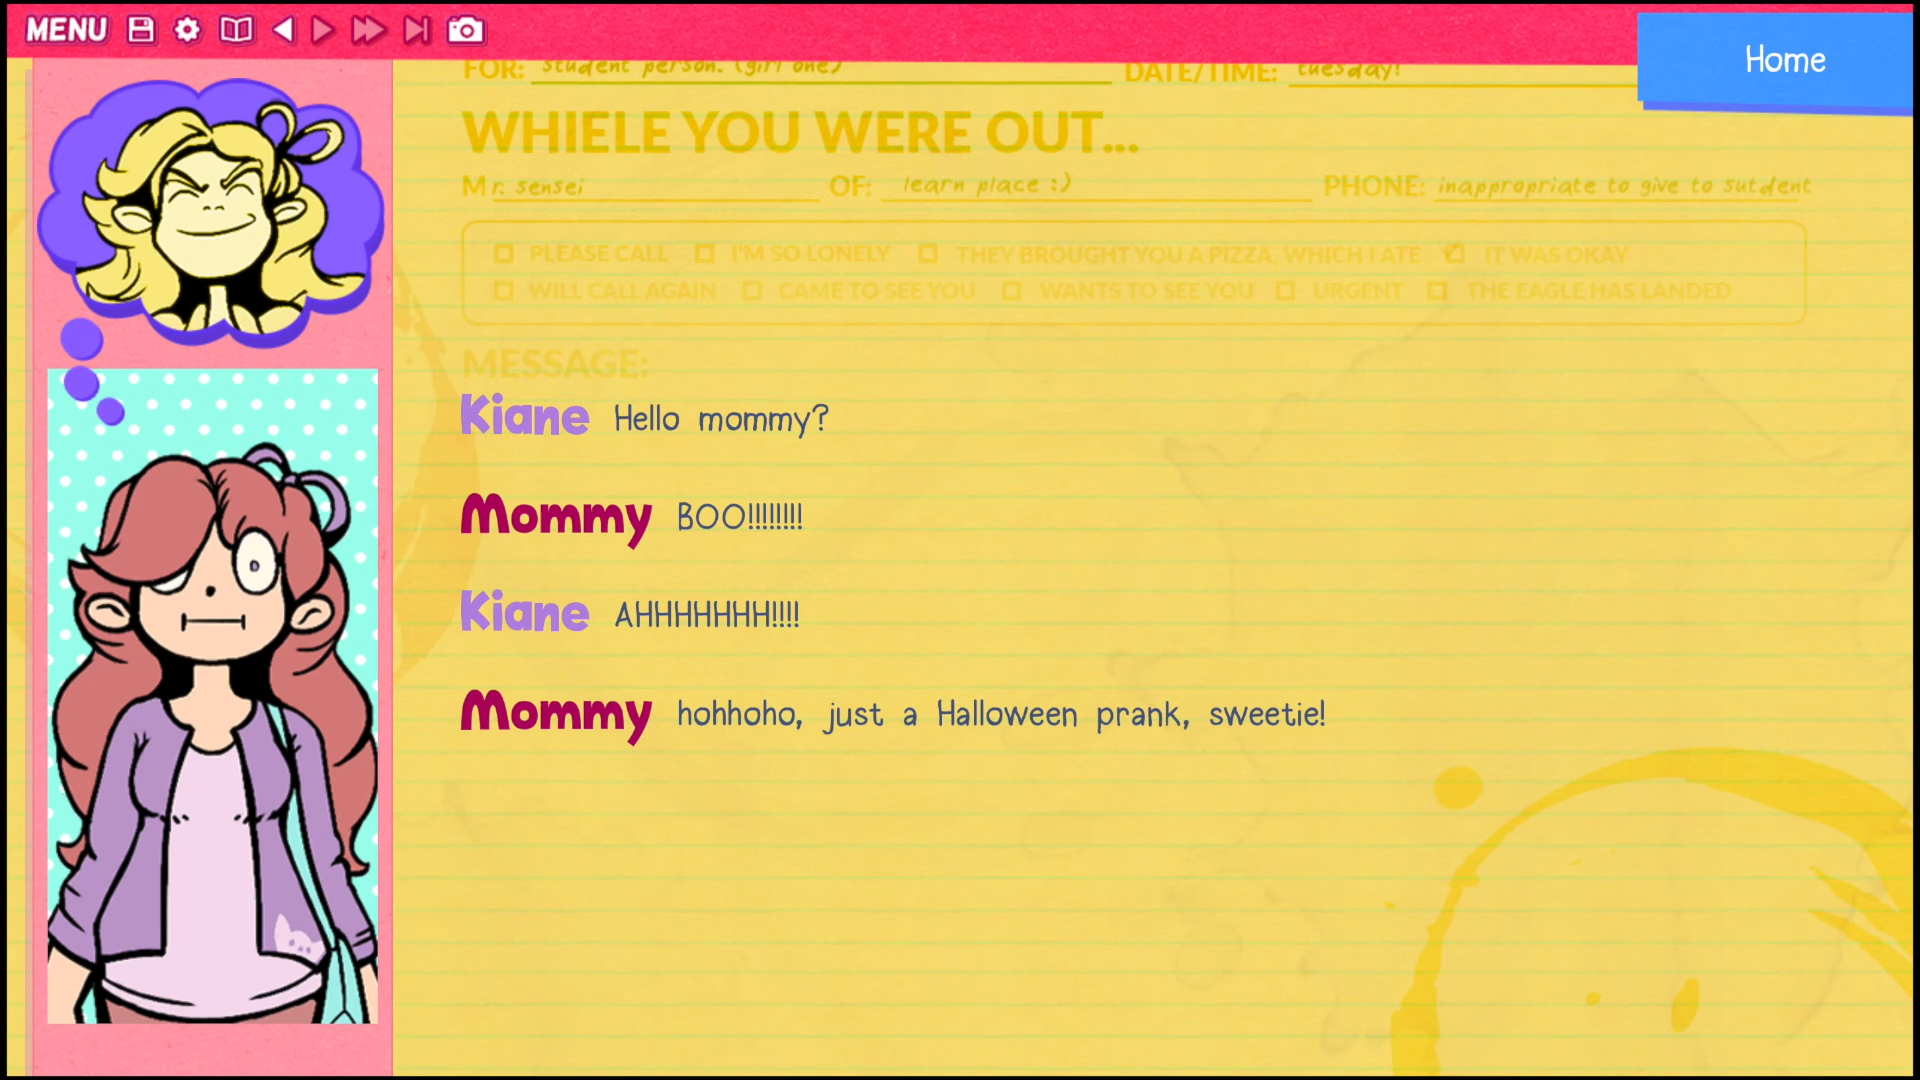 MENU
Home
FOR: student person. (girl one) DATE/TIME: tuesday!
WHIELE YOU WERE OUT...
Mr. sensei OF: learn place :) PHONE: inappropriate to give to sutdent
PLEASE CALL I'M SO LONELY THEY BROUGHT YOU A PIZZA, WHICH I ATE IT WAS OKAY
WILL CALL AGAIN CAME TO SEE YOU WANTS TO SEE YOU URGENT THE EAGLE HAS LANDED
MESSAGE:
Kiane Hello mommy?
Mommy BOO!!!!!!!!
Kiane AHHHHHHH!!!!
Mommy hohhoho, just a Halloween prank, sweetie!